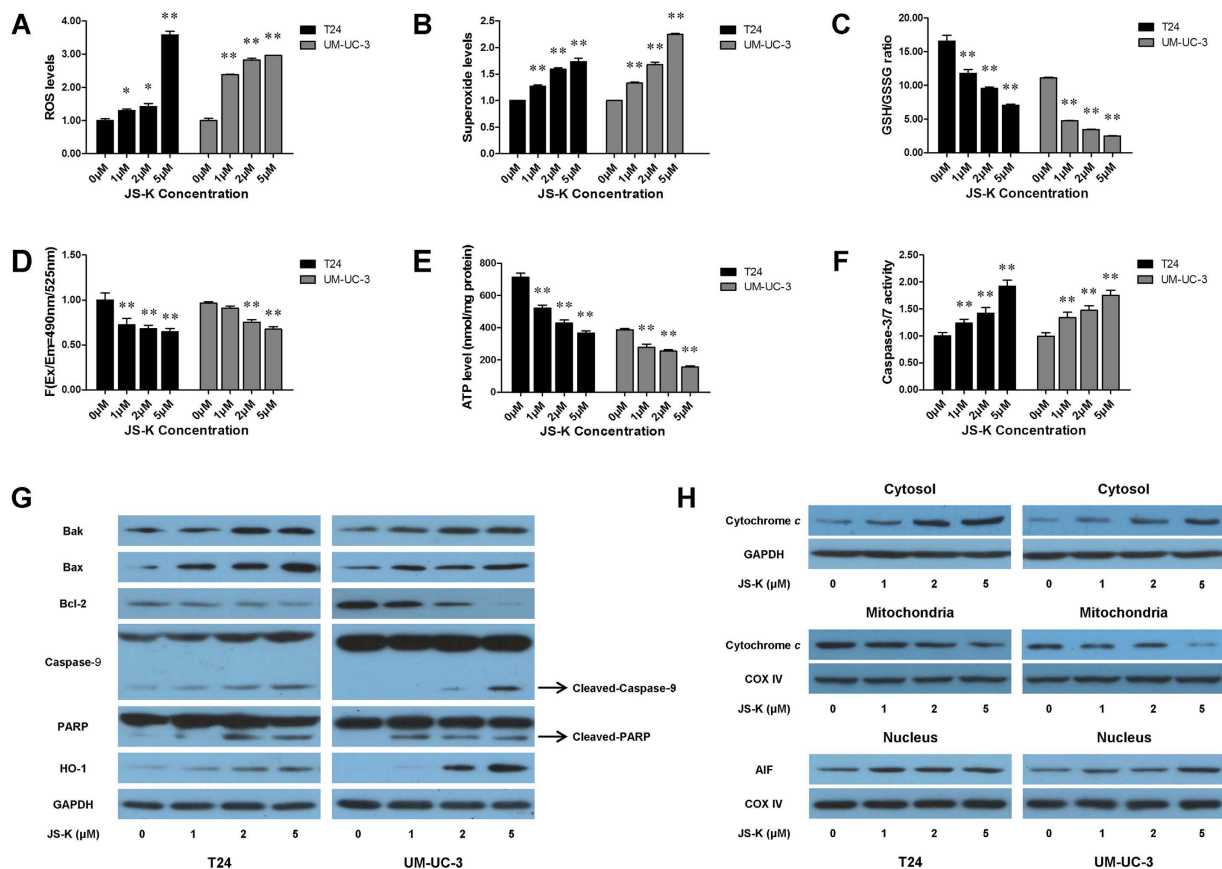 A
ROS levels
4.00
3.00
2.00
1.00
0.00
*
*
**
**
**
**
0μM
1μM
2μM
5μM
0μM
1μM
2μM
5μM
JS-K Concentration
T24
UM-UC-3
B
Superoxide levels
2.5
2.0
1.5
1.0
0.5
0.0
**
**
**
**
**
**
0μM
1μM
2μM
5μM
0μM
1μM
2μM
5μM
JS-K Concentration
T24
UM-UC-3
C
GSH/GSSG ratio
20.00
15.00
10.00
5.00
0.00
**
**
**
**
**
**
0μM
1μM
2μM
5μM
0μM
1μM
2μM
5μM
JS-K Concentration
T24
UM-UC-3
D
F(Ex/Em=490nm/525nm)
1.50
1.00
0.50
0.00
**
**
**
**
**
0μM
1μM
2μM
5μM
0μM
1μM
2μM
5μM
JS-K Concentration
T24
UM-UC-3
E
ATP level (nmol/mg protein)
800
600
400
200
0
**
**
**
**
**
**
0μM
1μM
2μM
5μM
0μM
1μM
2μM
5μM
JS-K Concentration
T24
UM-UC-3
F
Caspase-3/7 activity
2.50
2.00
1.50
1.00
0.50
0.00
**
**
**
**
**
**
0μM
1μM
2μM
5μM
0μM
1μM
2μM
5μM
JS-K Concentration
T24
UM-UC-3
G
Bak
Bax
Bcl-2
Caspase-9
Cleaved-Caspase-9
PARP
Cleaved-PARP
HO-1
GAPDH
JS-K (μM) 0 1 2 5 0 1 2 5
T24 UM-UC-3
H
Cytosol Cytosol
Cytochrome c
GAPDH
JS-K (μM) 0 1 2 5 0 1 2 5
Mitochondria Mitochondria
Cytochrome c
COX IV
JS-K (μM) 0 1 2 5 0 1 2 5
Nucleus Nucleus
AIF
COX IV
JS-K (μM) 0 1 2 5 0 1 2 5
T24 UM-UC-3